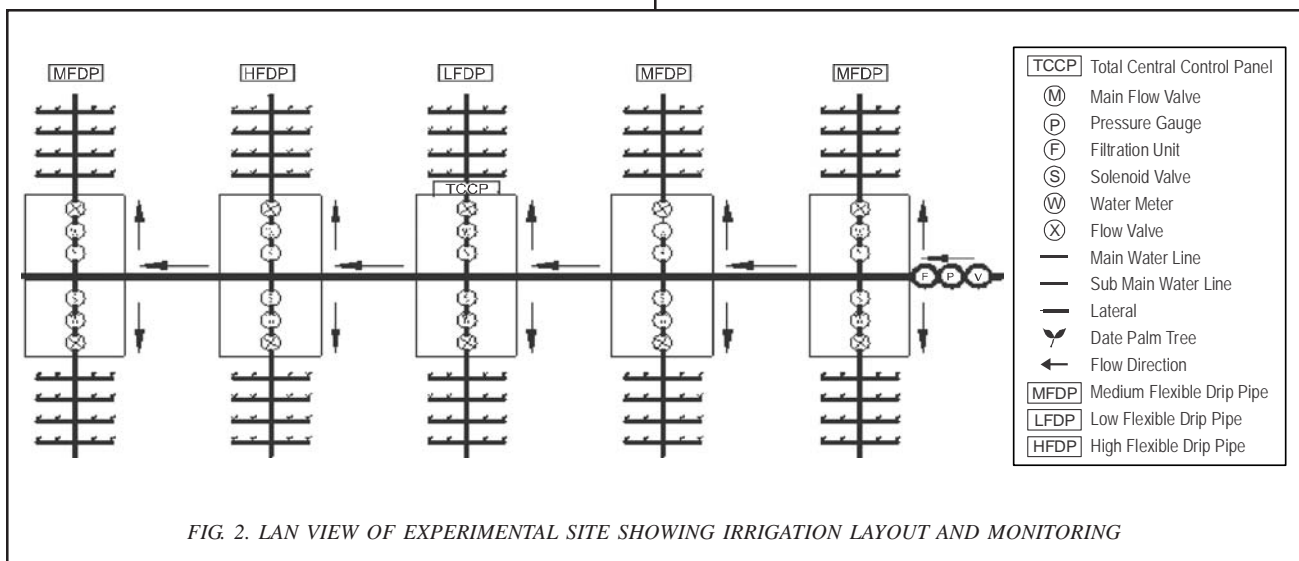 MFDP HFDP LFDP MFDP MFDP
TCCP
F P V
TCCP Total Central Control Panel
M Main Flow Valve
P Pressure Gauge
F Filtration Unit
S Solenoid Valve
W Water Meter
X Flow Valve
Main Water Line
Sub Main Water Line
Lateral
Date Palm Tree
Flow Direction
MFDP Medium Flexible Drip Pipe
LFDP Low Flexible Drip Pipe
HFDP High Flexible Drip Pipe
FIG. 2. LAN VIEW OF EXPERIMENTAL SITE SHOWING IRRIGATION LAYOUT AND MONITORING